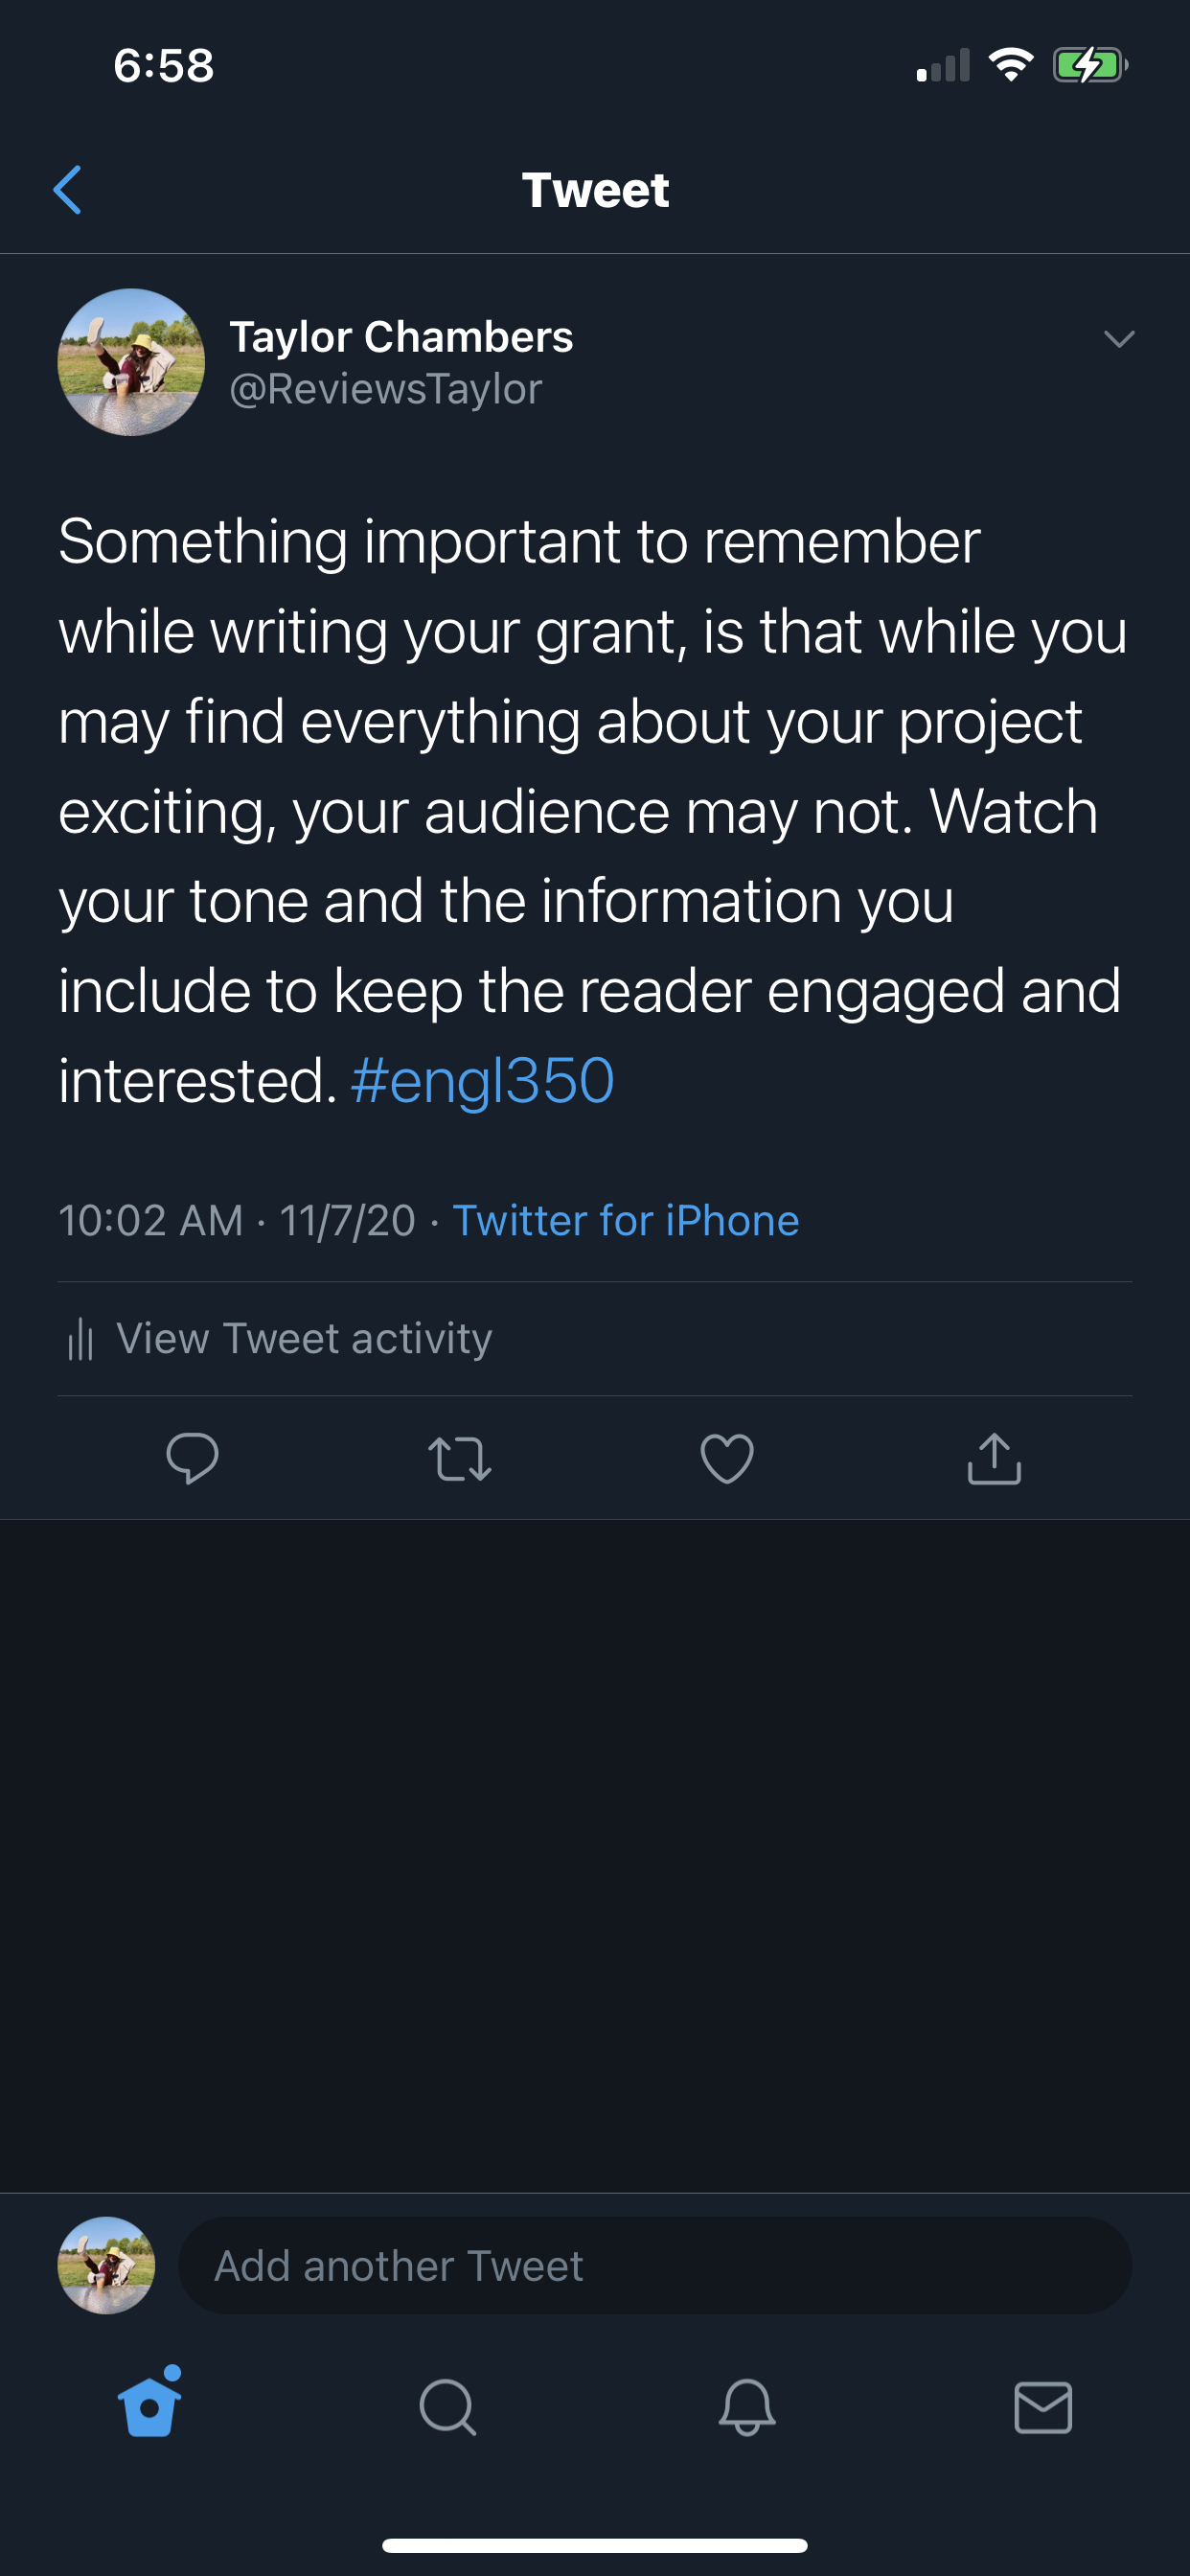 6:58
Tweet
Taylor Chambers
@ReviewsTaylor
Something important to remember
while writing your grant, is that while you
may find everything about your project
exciting, your audience may not. Watch
your tone and the information you
include to keep the reader engaged and
interested. #engl350
10:02 AM · 11/7/20 · Twitter for iPhone
View Tweet activity
Add another Tweet